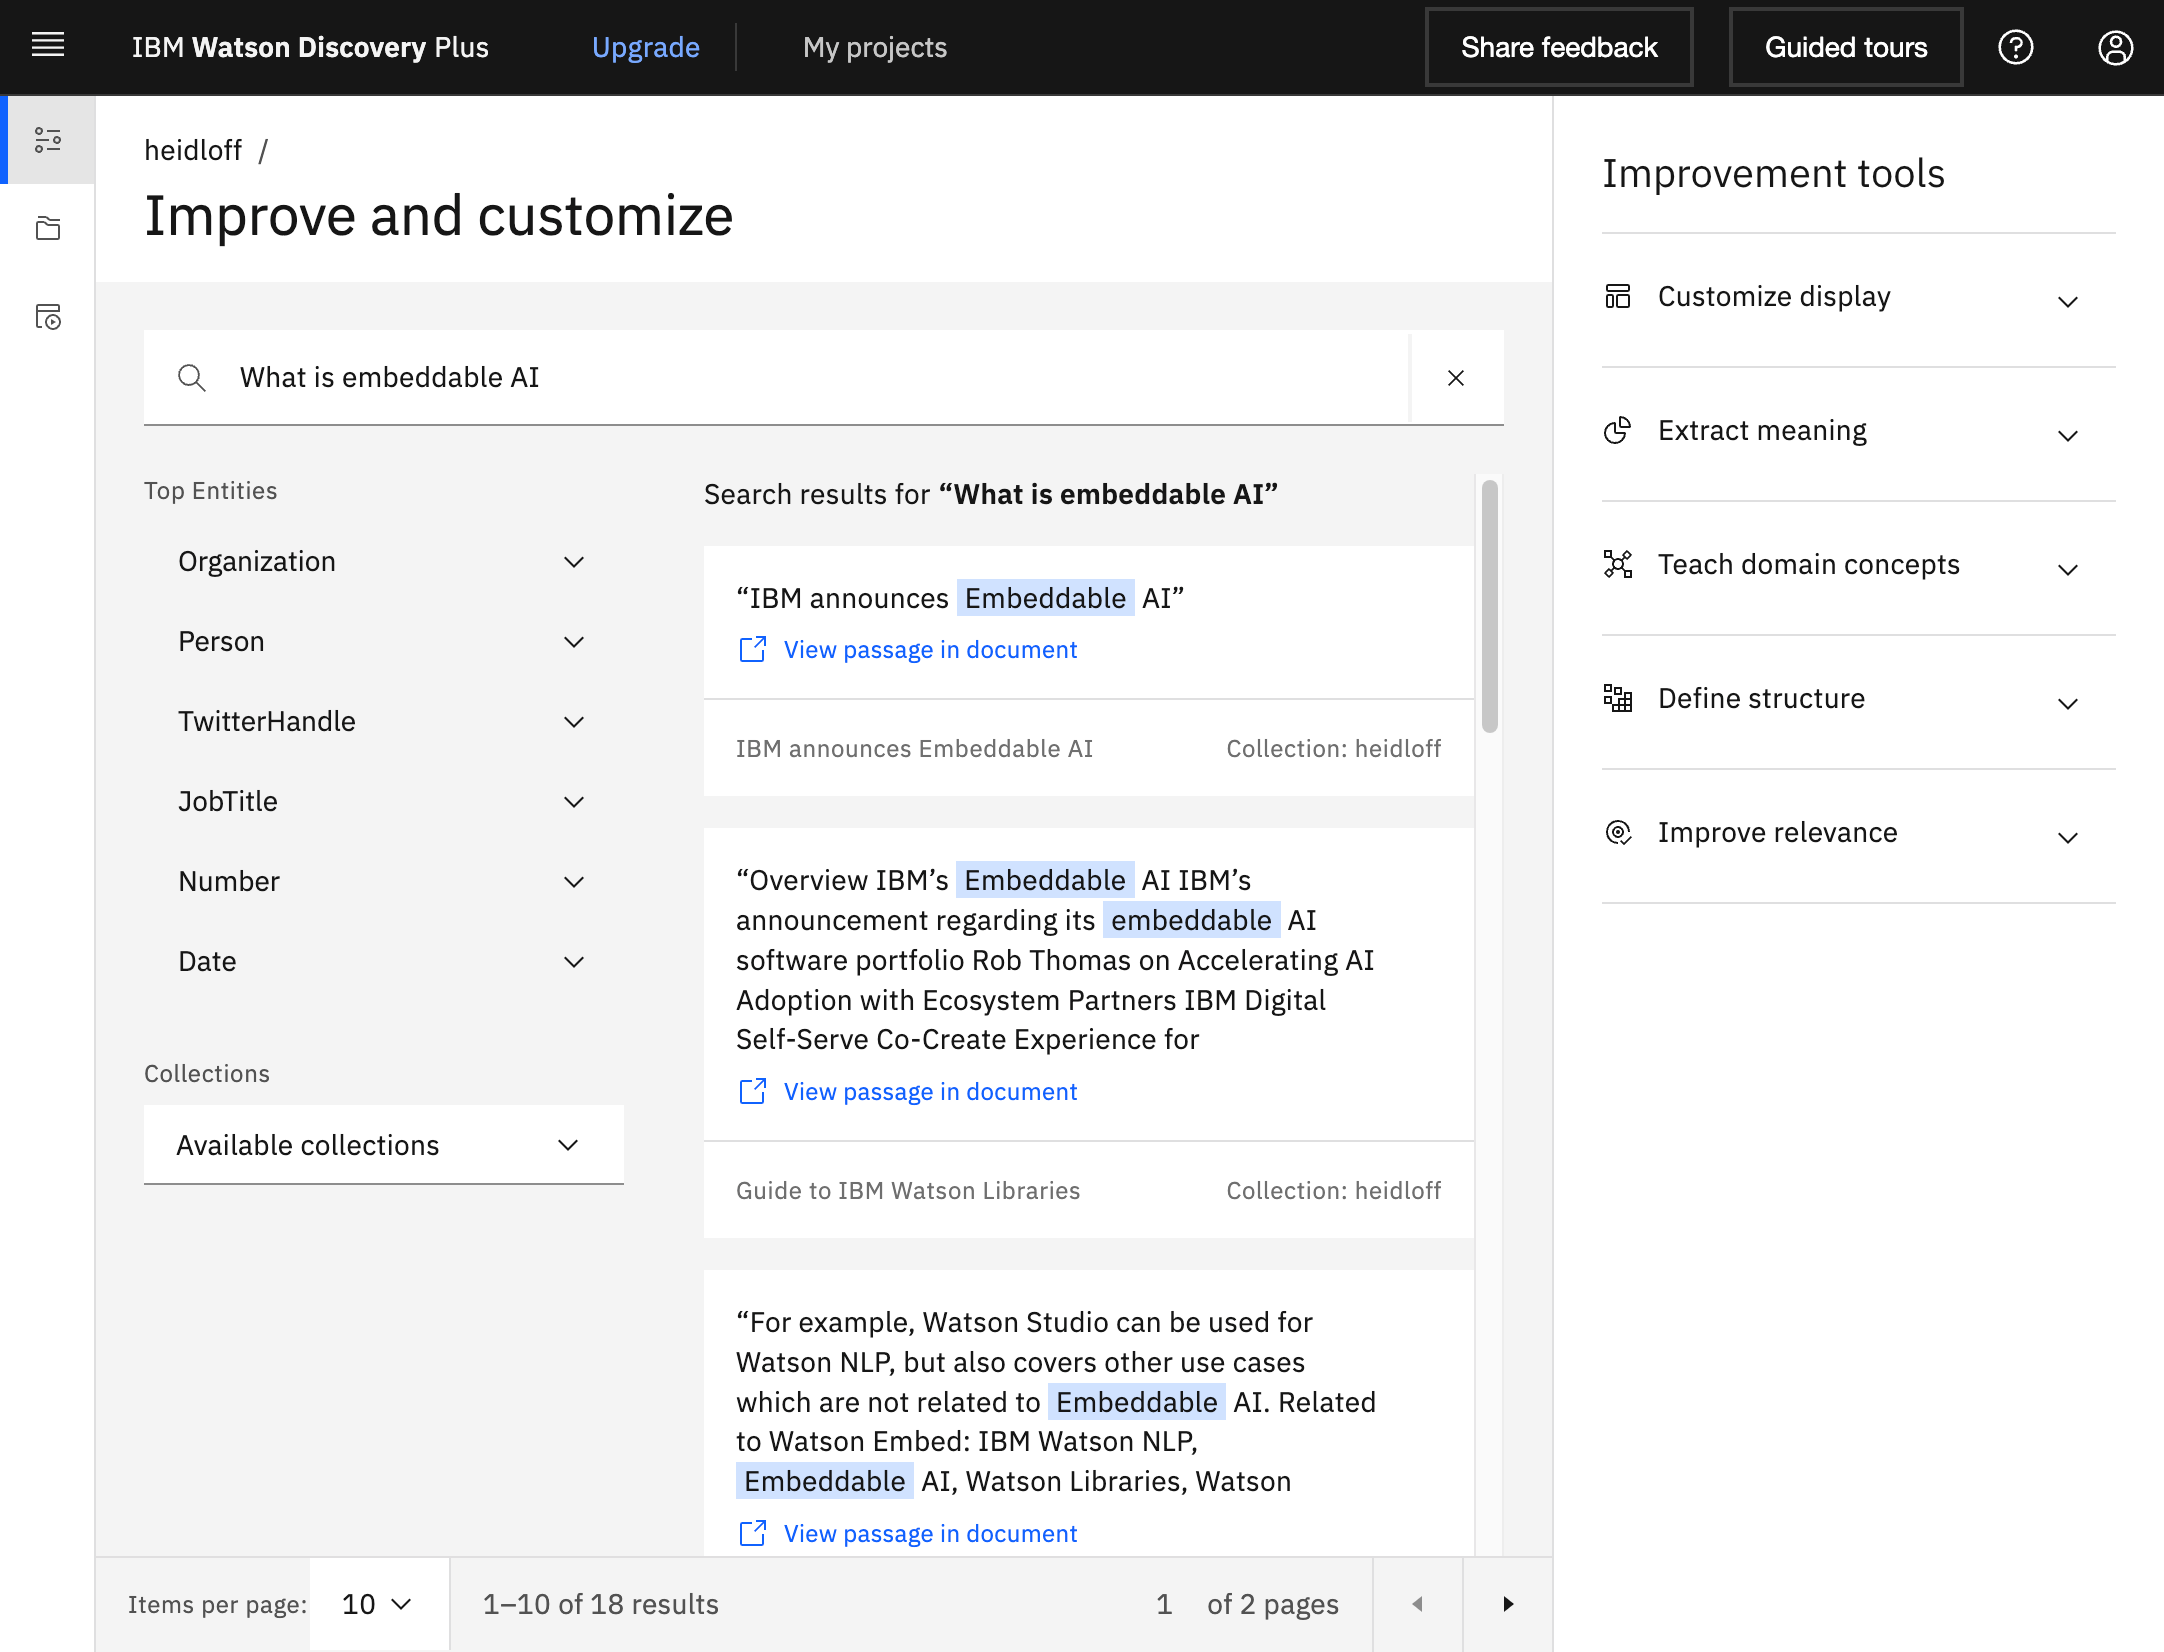 IBM Watson Discovery Plus
Upgrade
My projects
Share feedback
Guided tours
heidloff /
Improve and customize
What is embeddable AI
Top Entities
Organization
Person
TwitterHandle
JobTitle
Number
Date
Collections
Available collections
Search results for “What is embeddable AI”
“IBM announces Embeddable AI”
View passage in document
IBM announces Embeddable AI
Collection: heidloff
“Overview IBM’s Embeddable AI IBM’s
announcement regarding its embeddable AI
software portfolio Rob Thomas on Accelerating AI
Adoption with Ecosystem Partners IBM Digital
Self-Serve Co-Create Experience for
View passage in document
Guide to IBM Watson Libraries
Collection: heidloff
“For example, Watson Studio can be used for
Watson NLP, but also covers other use cases
which are not related to Embeddable AI. Related
to Watson Embed: IBM Watson NLP,
Embeddable AI, Watson Libraries, Watson
View passage in document
Items per page: 10
1–10 of 18 results
1 of 2 pages
Improvement tools
Customize display
Extract meaning
Teach domain concepts
Define structure
Improve relevance